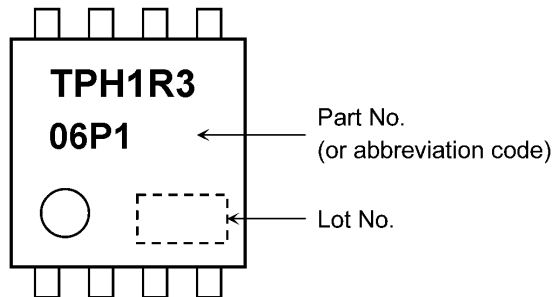 TPH1R3
06P1
Part No.
(or abbreviation code)
Lot No.